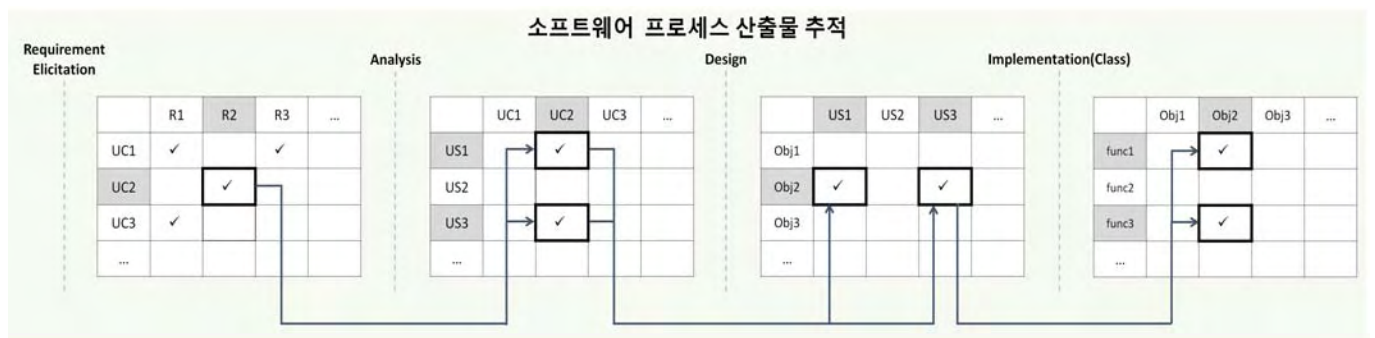 소프트웨어 프로세스 산출물 추적
Requirement
Elicitation
Analysis
Design
Implementation(Class)
R1 R2 R3 ...
UC1 ✓ ✓
UC2 ✓
UC3 ✓
...
UC1 UC2 UC3 ...
US1 ✓
US2
US3 ✓
...
US1 US2 US3 ...
Obj1
Obj2 ✓ ✓
Obj3
...
Obj1 Obj2 Obj3 ...
func1 ✓
func2
func3 ✓
...